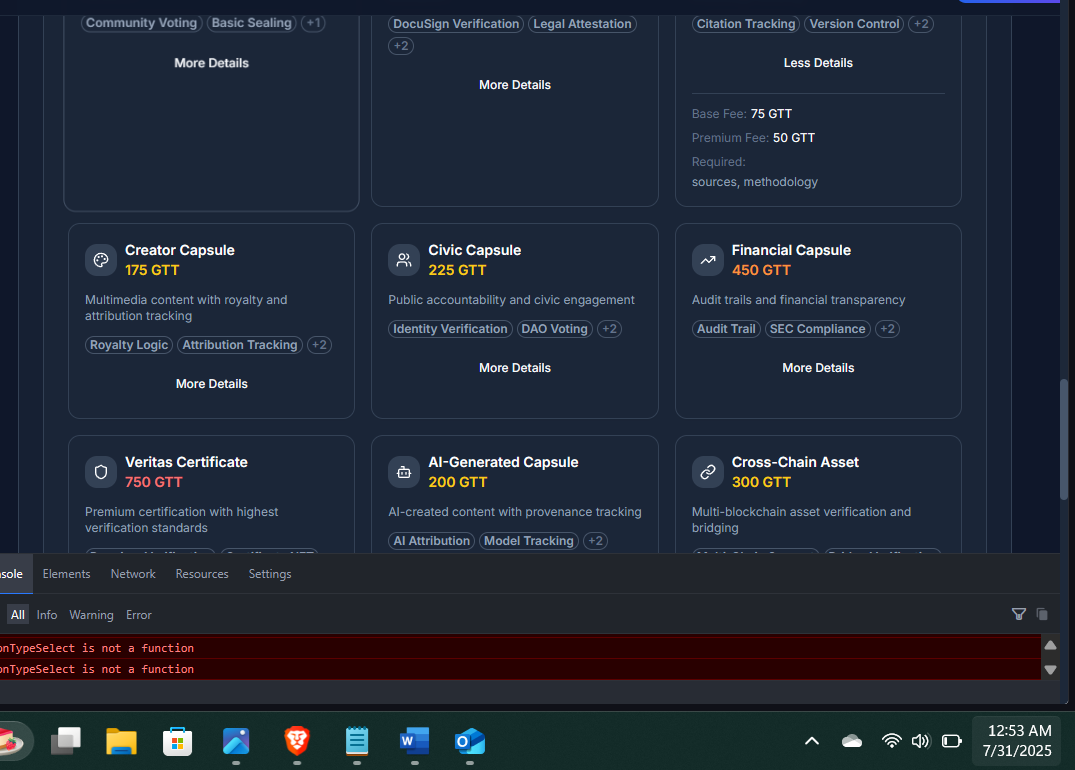 Community Voting Basic Sealing +1
More Details
DocuSign Verification Legal Attestation
+2
More Details
Citation Tracking Version Control +2
Less Details
Base Fee: 75 GTT
Premium Fee: 50 GTT
Required:
sources, methodology
Creator Capsule
175 GTT
Multimedia content with royalty and
attribution tracking
Royalty Logic Attribution Tracking +2
More Details
Civic Capsule
225 GTT
Public accountability and civic engagement
Identity Verification DAO Voting +2
More Details
Financial Capsule
450 GTT
Audit trails and financial transparency
Audit Trail SEC Compliance +2
More Details
Veritas Certificate
750 GTT
Premium certification with highest
verification standards
AI-Generated Capsule
200 GTT
AI-created content with provenance tracking
AI Attribution Model Tracking +2
Cross-Chain Asset
300 GTT
Multi-blockchain asset verification and
bridging
sole Elements Network Resources Settings
All Info Warning Error
onTypeSelect is not a function
onTypeSelect is not a function
12:53 AM
7/31/2025